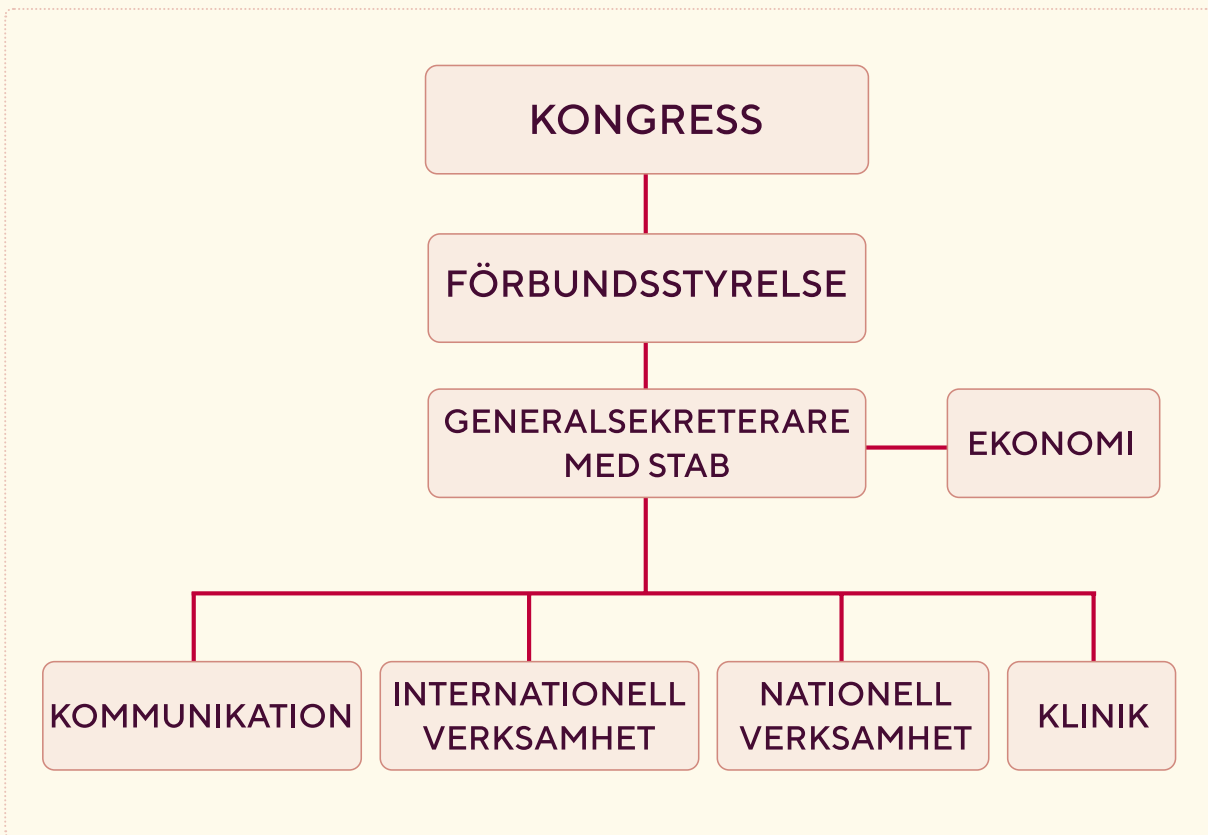 KONGRESS
FÖRBUNDSSTYRELSE
GENERALSEKRETERARE
MED STAB
EKONOMI
KOMMUNIKATION
INTERNATIONELL
VERKSAMHET
NATIONELL
VERKSAMHET
KLINIK